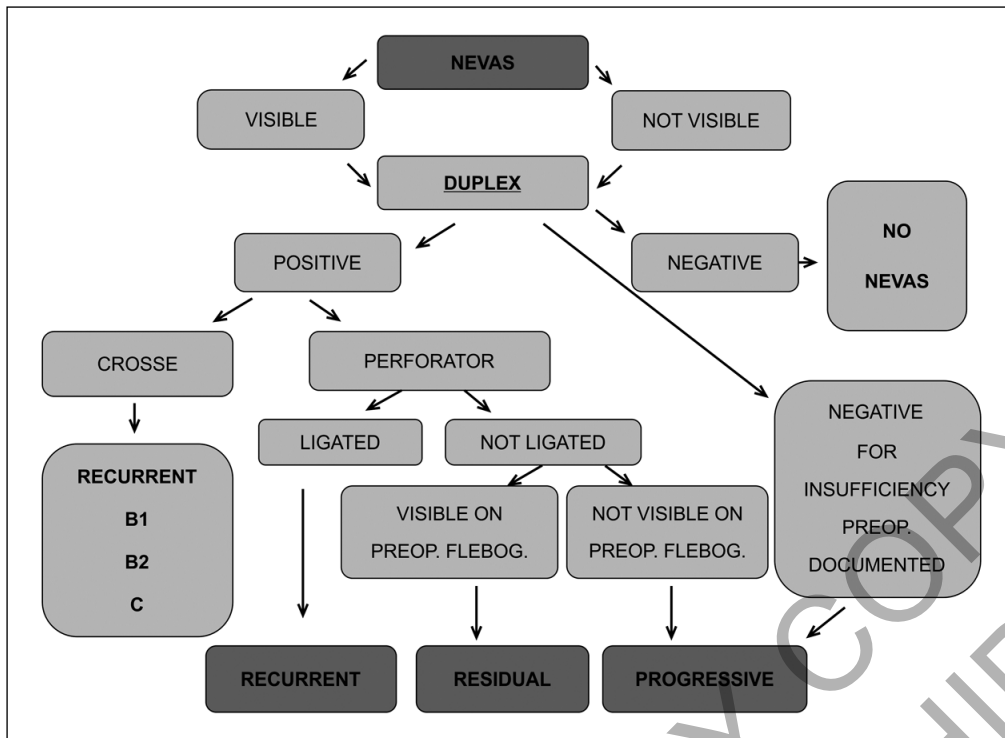 NEVAS
VISIBLE
NOT VISIBLE
DUPLEX
POSITIVE
NEGATIVE
NO
NEVAS
CROSSE
PERFORATOR
LIGATED
NOT LIGATED
RECURRENT
B1
B2
C
VISIBLE ON
PREOP. FLEBOG.
NOT VISIBLE ON
PREOP. FLEBOG.
NEGATIVE
FOR
INSUFFICIENCY
PREOP.
DOCUMENTED
RECURRENT
RESIDUAL
PROGRESSIVE
COPY